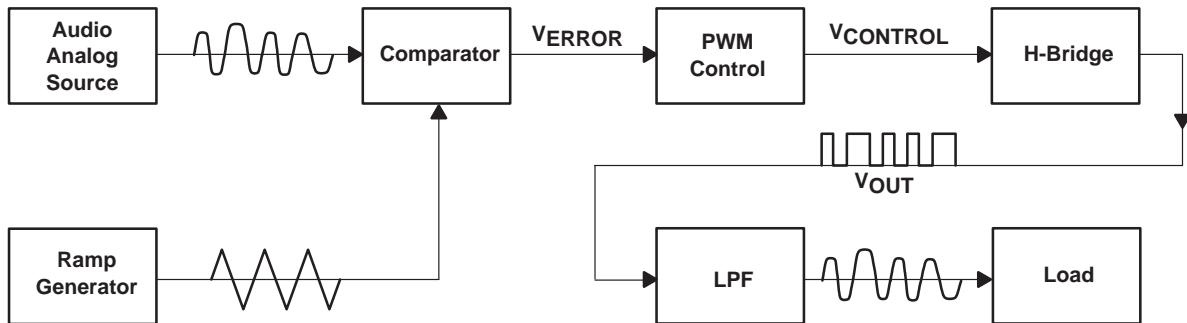 Audio
Analog
Source
Comparator
VERROR
PWM
Control
VCONTROL
H-Bridge
VOUT
Ramp
Generator
LPF
Load